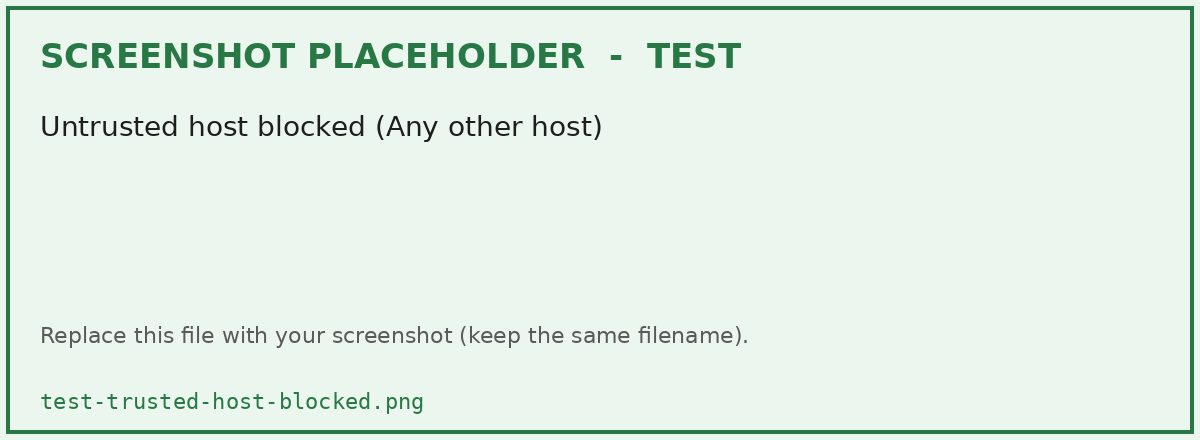 SCREENSHOT PLACEHOLDER - TEST
Untrusted host blocked (Any other host)
Replace this file with your screenshot (keep the same filename).
test-trusted-host-blocked.png